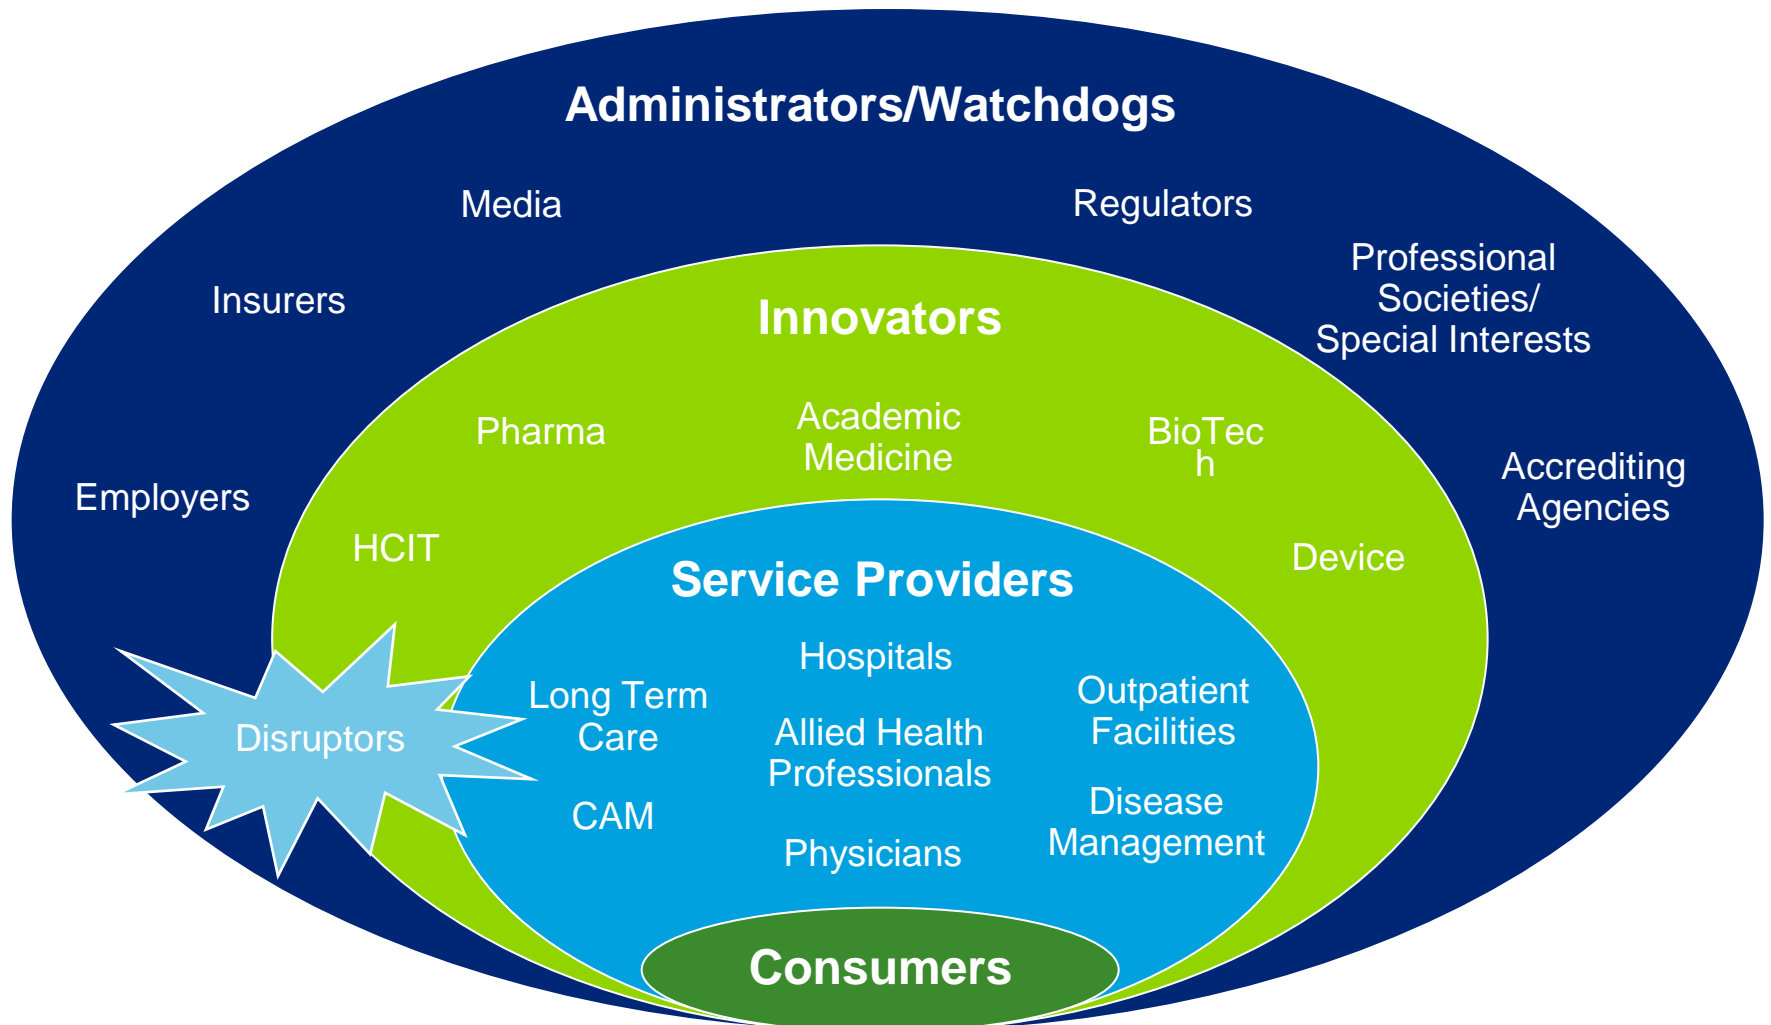 Administrators/Watchdogs
Media
Regulators
Professional
Societies/
Special Interests
Insurers
Innovators
Pharma
Academic
Medicine
BioTec
h
Employers
Accrediting
Agencies
HCIT
Device
Service Providers
Hospitals
Long Term
Care
Outpatient
Facilities
Disruptors
Allied Health
Professionals
CAM
Disease
Management
Physicians
Consumers